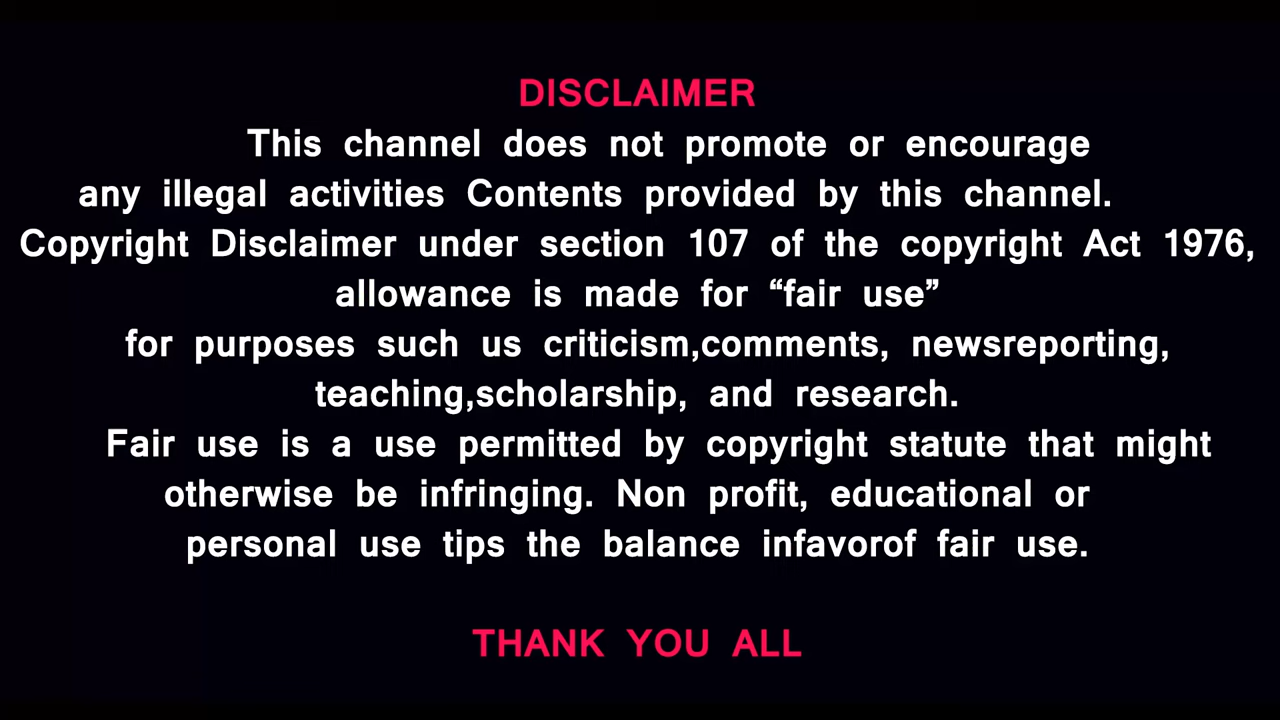 DISCLAIMER
This channel does not promote or encourage
any illegal activities Contents provided by this channel.
Copyright Disclaimer under section 107 of the copyright Act 1976,
allowance is made for “fair use”
for purposes such us criticism,comments, newsreporting,
teaching,scholarship, and research.
Fair use is a use permitted by copyright statute that might
otherwise be infringing. Non profit, educational or
personal use tips the balance infavorof fair use.
THANK YOU ALL